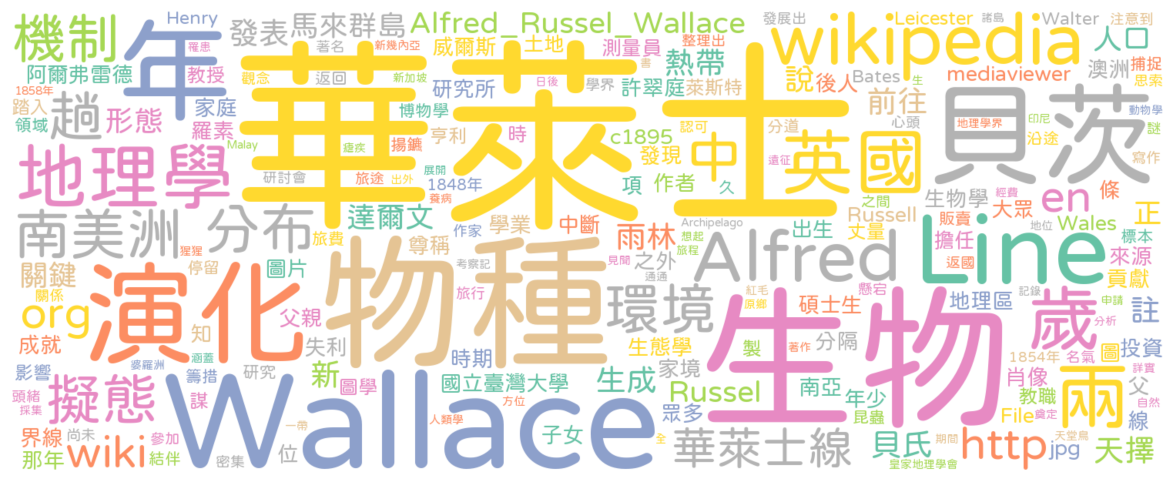 Henry 罹患 發表 馬來群島 Alfred_Russel_Wallace 發展出 Leicester 諸島 Walter 注意到
機制 年 著名 新幾內亞 威爾斯 土地 測量員 wikipedia 人口
阿爾弗雷德 教授 返回 觀念 新加坡 日後 書 學界 熱帶 說 後人 Bates 生 mediaviewer 澳洲 捕捉
1858年 踏入 家庭 華萊士 博物學 研究所 許翠庭 萊斯特 前往 心頭 思索
領域 趟 形態 羅素 揚鑣 亨利 時 c1895 認可 分道 中 英 國 貝茨 地理學界 印尼 動物學 謎
地理學 Malay 瘧疾 展開 出外 發現 遠征 沿途 寫作
研討會 旅途 1848年 養病 項 作者 久 之間 經費 en 條
南美洲 分布 達爾文 作家 學業 中斷 Archipelago 生物學 販賣 大眾 正
旅費 尊稱 雨林 想起 旅程 出生 Russell 丈量 地位 Wales 標本
猩猩 停留 圖片 考察記 見聞 之外 通通 Alfred Line 擔任 返國 來源
關鍵 演化 物種 環境 紅毛 原鄉 懸宕 地理區 記錄 申請 貢獻
關係 org 旅行 碩士生 生物 歲 註
成就 知 父親 失利 時期 生態學 製 著作 分隔 分析
影響 婆羅洲 涵蓋 籌措 研究 新 圖學 國立臺灣大學 生成 家境 南亞 1854年 名氣 圖 投資 詳實
頭緒 採集 擬態 謀 Wallace 方位 人類學 眾多 Russel 年少 肖像 教職 兩 父 自然
界線 尚未 參加 一帶 子女 昆蟲 File 奠定 線
那年 wiki 結伴 密集 位 全 華萊士線 貝氏 期間 http 天堂鳥 jpg 天擇
皇家地理學會